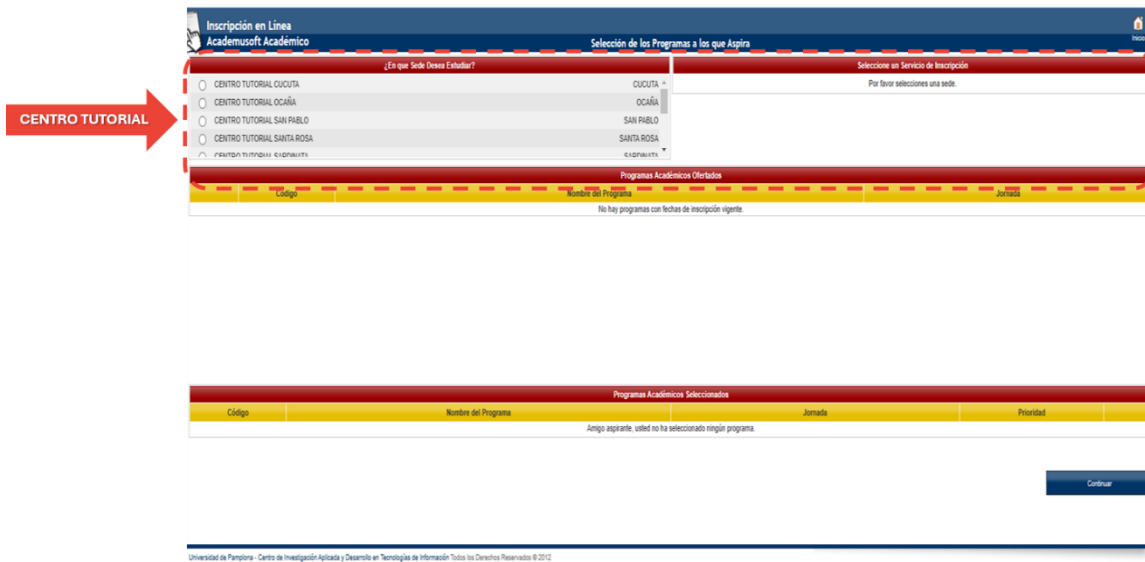 Inscripción en Línea
Academusoft Académico
Selección de los Programas a los que Aspira
Inicio
¿En que Sede Desea Estudiar?
Seleccione un Servicio de Inscripción
CENTRO TUTORIAL CUCUTA CUCUTA
Por favor selecciones una sede.
CENTRO TUTORIAL OCAÑA OCAÑA
CENTRO TUTORIAL
CENTRO TUTORIAL SAN PABLO SAN PABLO
CENTRO TUTORIAL SANTA ROSA SANTA ROSA
CENTRO TUTORIAL SARDINATA SARDINATA
Programas Académicos Ofertados
Código Nombre del Programa Jornada
No hay programas con fechas de inscripción vigente.
Programas Académicos Seleccionados
Código Nombre del Programa Jornada Prioridad
Amigo aspirante, usted no ha seleccionado ningún programa.
Continuar
Universidad de Pamplona - Centro de Investigación Aplicada y Desarrollo en Tecnologías de Información Todos los Derechos Reservados © 2012